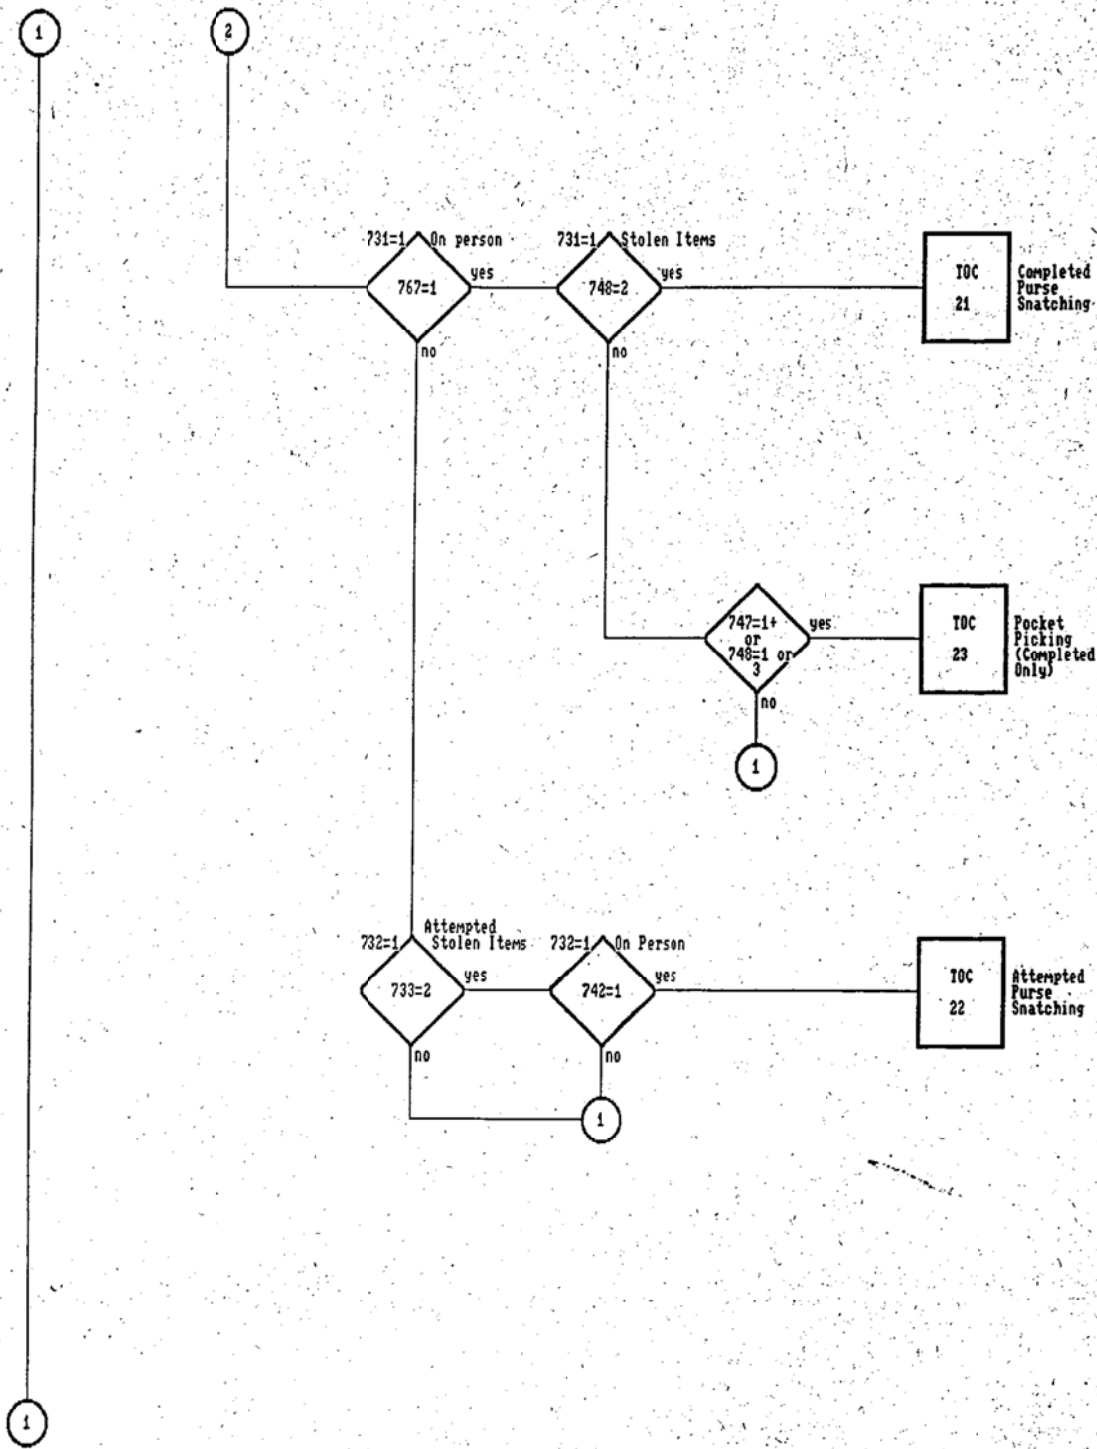 1
2
731=1 On person
767=1
yes
no
731=1 Stolen Items
748=2
yes
no
TOC
21
Completed
Purse
Snatching
747=1+
or
748=1 or
3
yes
no
TOC
23
Pocket
Picking
(Completed
Only)
1
732=1 Attempted
Stolen Items
733=2
yes
no
732=1 On Person
742=1
yes
no
TOC
22
Attempted
Purse
Snatching
1
1